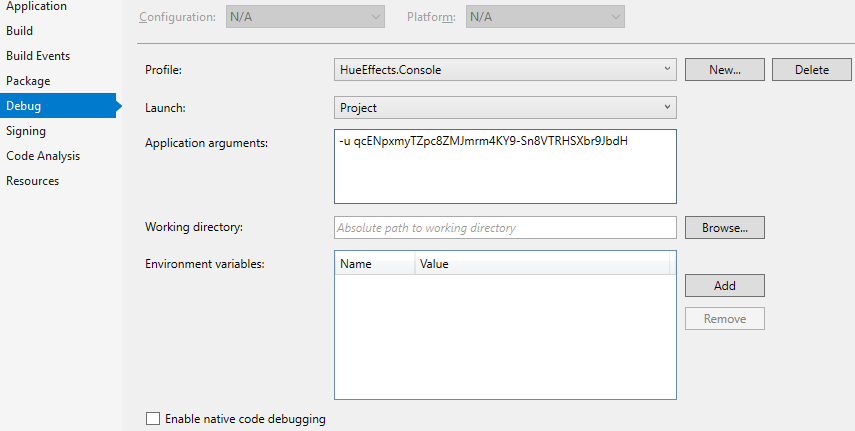 Application
Build
Build Events
Package
Debug
Signing
Code Analysis
Resources
Configuration: N/A Platform: N/A
Profile: HueEffects.Console New... Delete
Launch: Project
Application arguments: -u qcENpxmyTZpc8ZMJmrm4KY9-Sn8VTRHSXbr9JbdH
Working directory: Absolute path to working directory Browse...
Environment variables: Name Value
Add
Remove
Enable native code debugging